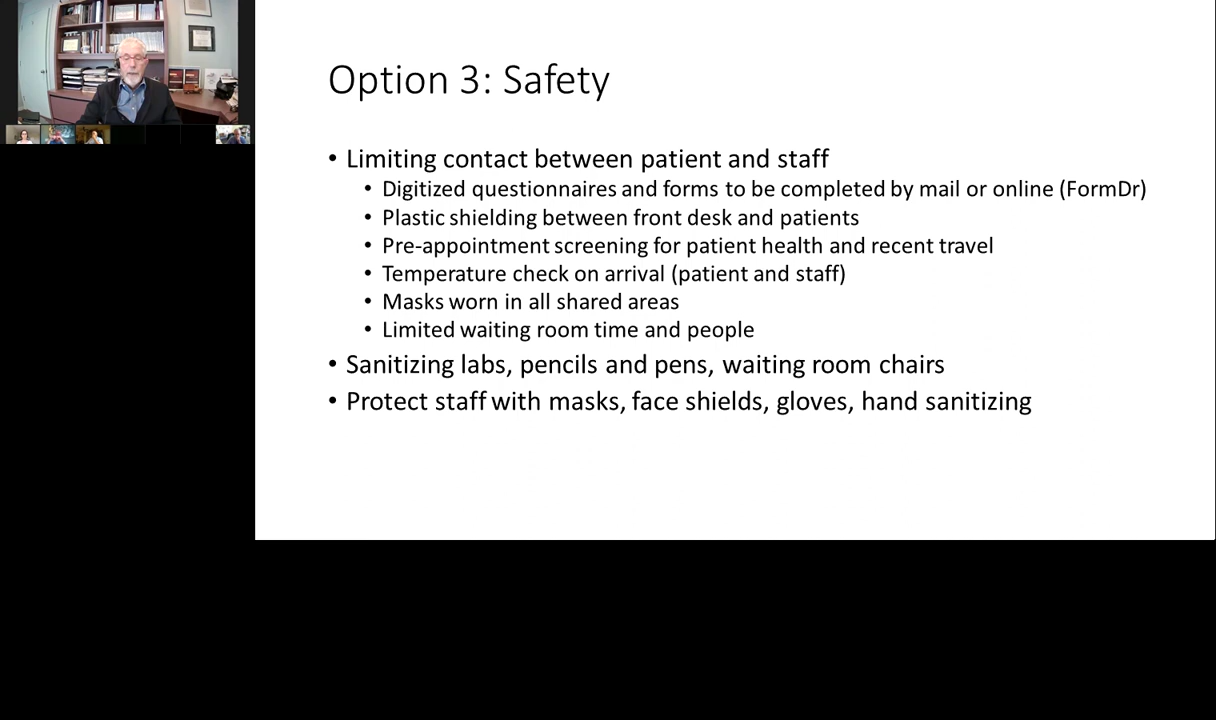 Option 3: Safety
• Limiting contact between patient and staff
• Digitized questionnaires and forms to be completed by mail or online (FormDr)
• Plastic shielding between front desk and patients
• Pre-appointment screening for patient health and recent travel
• Temperature check on arrival (patient and staff)
• Masks worn in all shared areas
• Limited waiting room time and people
• Sanitizing labs, pencils and pens, waiting room chairs
• Protect staff with masks, face shields, gloves, hand sanitizing